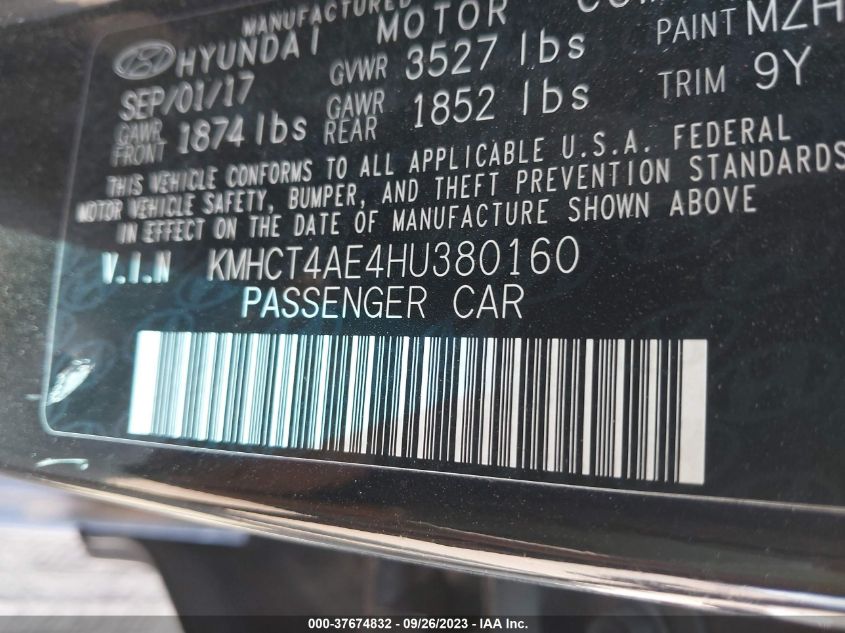 MANUFACTURED
HYUNDAI MOTOR
SEP/01/17 GVWR 3527 lbs PAINT MZH
GAWR FRONT 1874 lbs GAWR REAR 1852 lbs TRIM 9Y
THIS VEHICLE CONFORMS TO ALL APPLICABLE U.S.A. FEDERAL
MOTOR VEHICLE SAFETY, BUMPER, AND THEFT PREVENTION STANDARDS
IN EFFECT ON THE DATE OF MANUFACTURE SHOWN ABOVE
V.I.N KMHCT4AE4HU380160
PASSENGER CAR
000-37674832 - 09/26/2023 - IAA Inc.